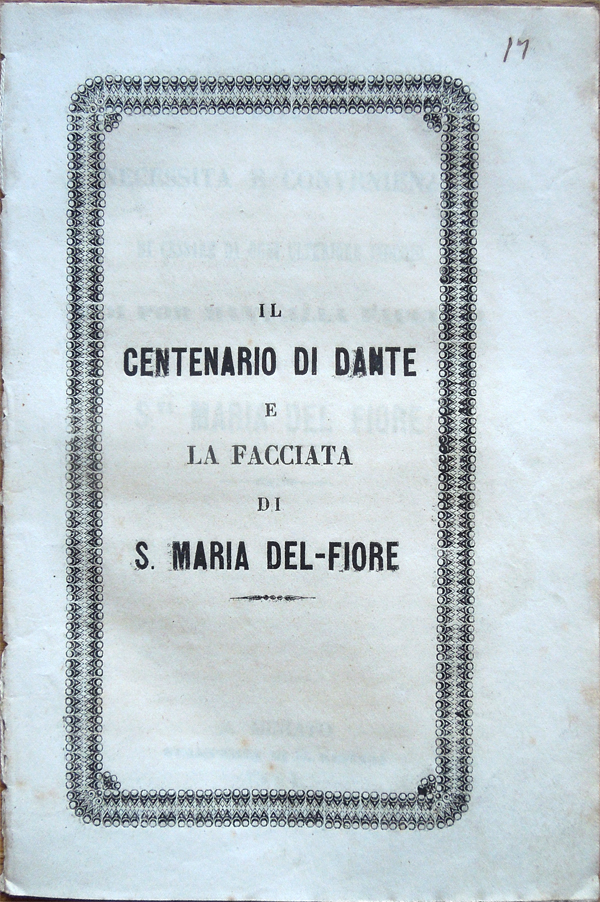 17
IL
CENTENARIO DI DANTE
E
LA FACCIATA
DI
S. MARIA DEL-FIORE